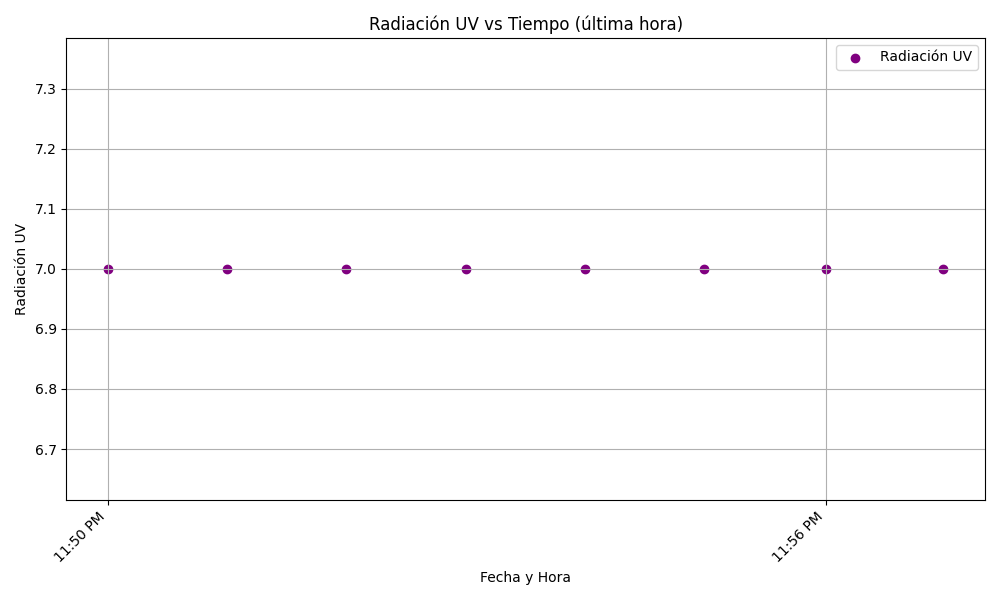 Radiación UV vs Tiempo (última hora)
Radiación UV
7.3
7.2
7.1
7.0
6.9
6.8
6.7
Radiación UV
11:50 PM
11:56 PM
Fecha y Hora